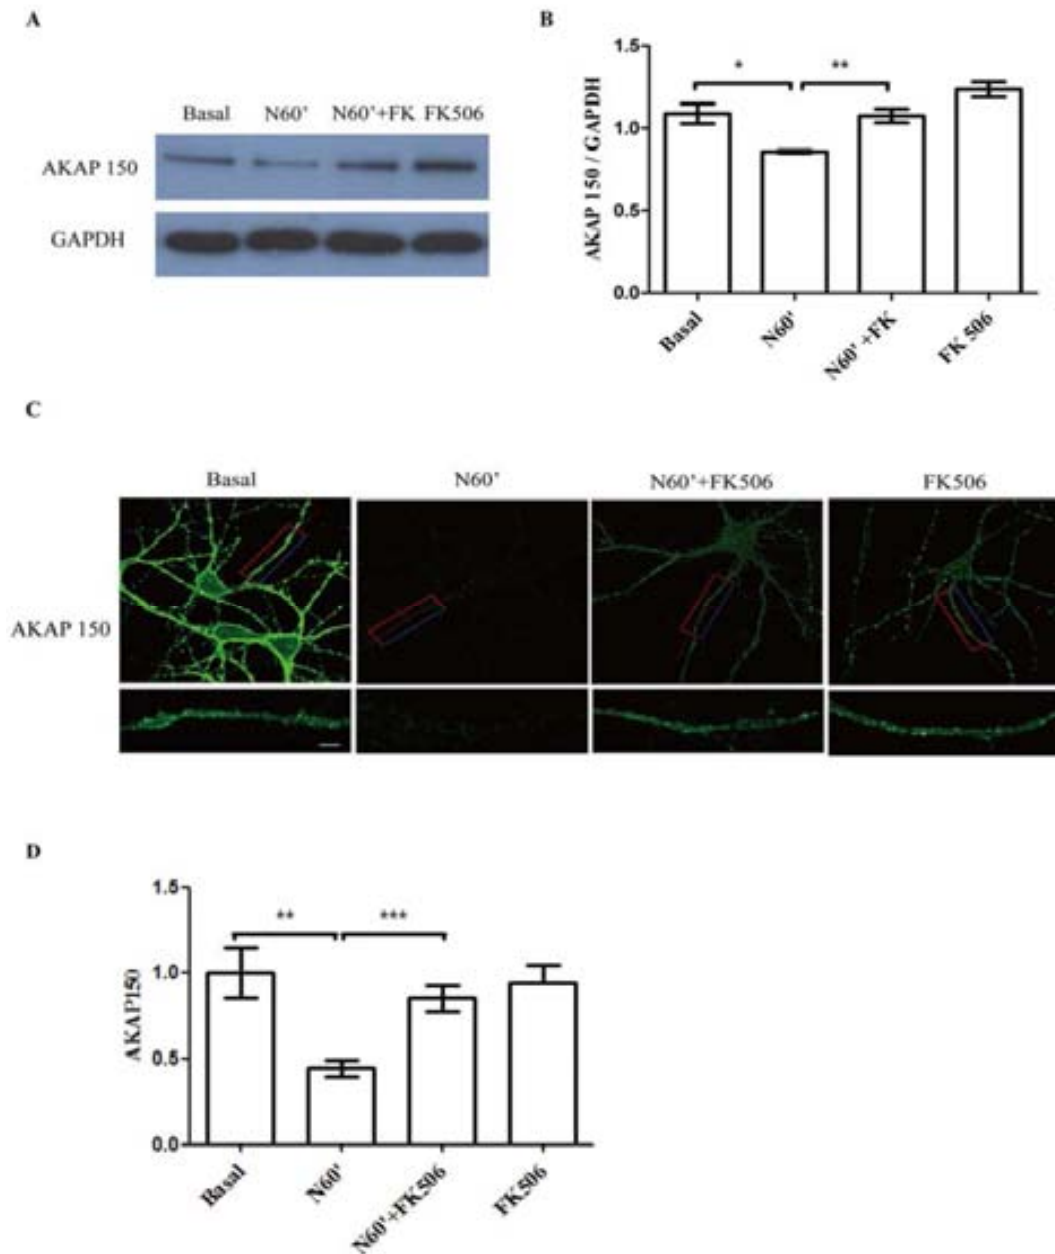 A
Basal N60' N60'+FK FK506
AKAP 150
GAPDH
B
AKAP 150 / GAPDH
1.5
1.0
0.5
0.0
* **
Basal N60' N60' +FK FK 506
C
Basal N60' N60'+FK506 FK506
AKAP 150
D
AKAP150
1.5
1.0
0.5
0.0
** ***
Basal N60' N60'+FK506 FK506